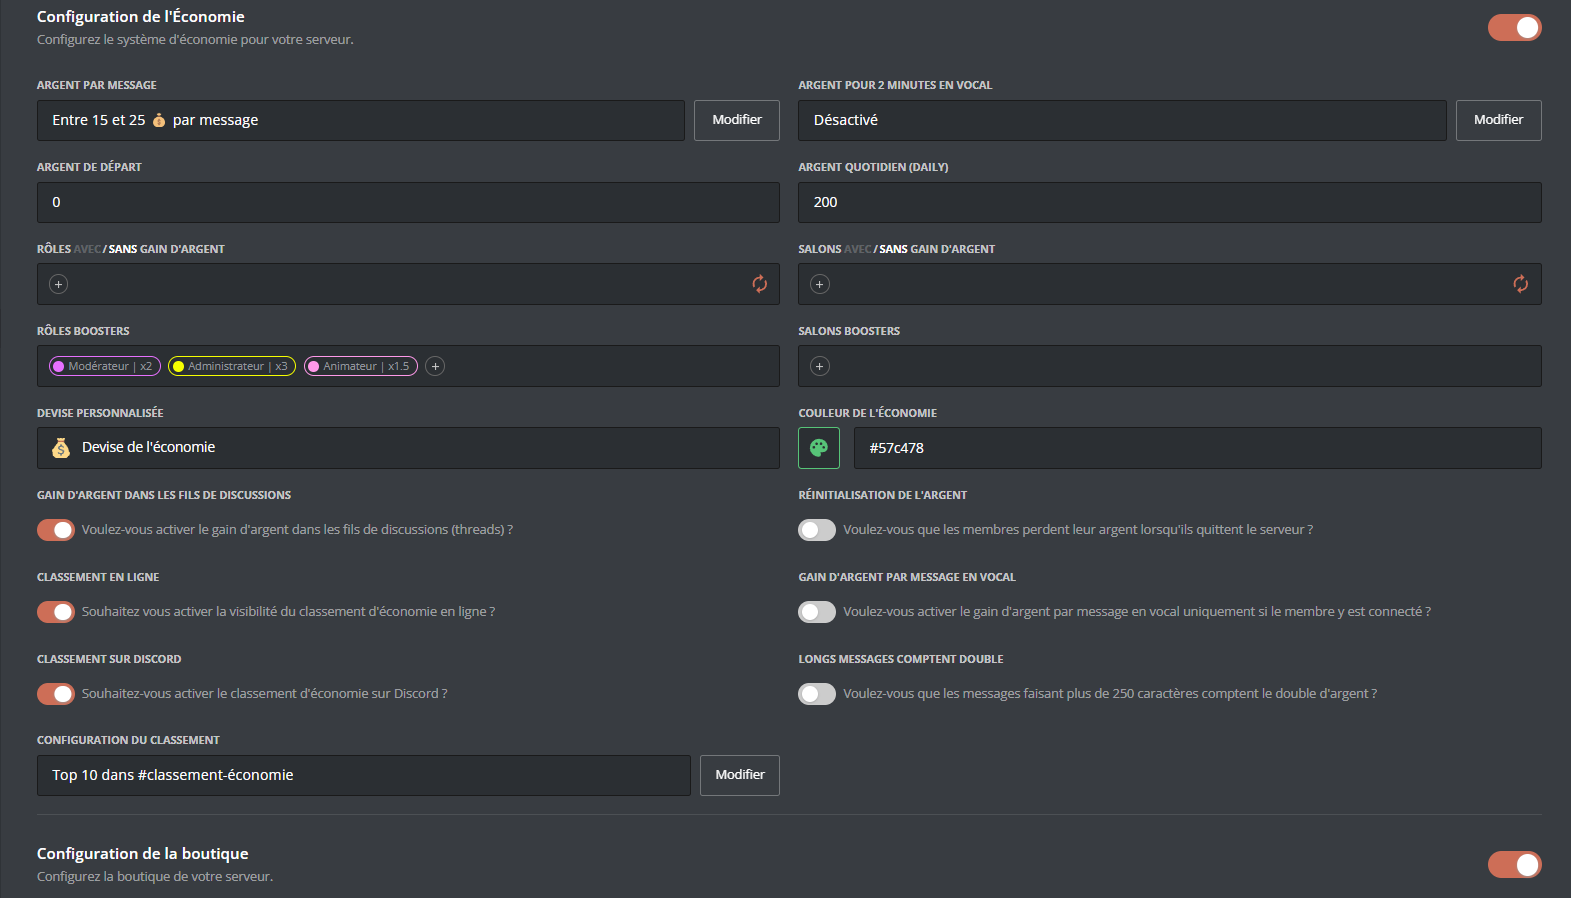 Configuration de l'Économie
Configurez le système d'économie pour votre serveur.
ARGENT PAR MESSAGE
Entre 15 et 25 💰 par message
Modifier
ARGENT POUR 2 MINUTES EN VOCAL
Désactivé
Modifier
ARGENT DE DÉPART
0
ARGENT QUOTIDIEN (DAILY)
200
RÔLES AVEC/SANS GAIN D'ARGENT
SALONS AVEC/SANS GAIN D'ARGENT
RÔLES BOOSTERS
Modérateur | x2
Administrateur | x3
Animateur | x1.5
SALONS BOOSTERS
DEVISE PERSONNALISÉE
Devise de l'économie
COULEUR DE L'ÉCONOMIE
#57c478
GAIN D'ARGENT DANS LES FILS DE DISCUSSIONS
Voulez-vous activer le gain d'argent dans les fils de discussions (threads) ?
RÉINITIALISATION DE L'ARGENT
Voulez-vous que les membres perdent leur argent lorsqu'ils quittent le serveur ?
CLASSEMENT EN LIGNE
Souhaitez vous activer la visibilité du classement d'économie en ligne ?
GAIN D'ARGENT PAR MESSAGE EN VOCAL
Voulez-vous activer le gain d'argent par message en vocal uniquement si le membre y est connecté ?
CLASSEMENT SUR DISCORD
Souhaitez-vous activer le classement d'économie sur Discord ?
LONGS MESSAGES COMPTENT DOUBLE
Voulez-vous que les messages faisant plus de 250 caractères comptent le double d'argent ?
CONFIGURATION DU CLASSEMENT
Top 10 dans #classement-économie
Modifier
Configuration de la boutique
Configurez la boutique de votre serveur.